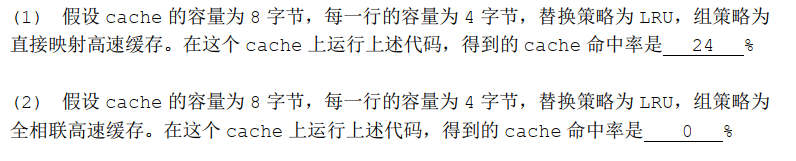 (1) 假设 cache 的容量为 8 字节，每一行的容量为 4 字节，替换策略为 LRU，组策略为
直接映射高速缓存。在这个 cache 上运行上述代码，得到的 cache 命中率是 24 %
(2) 假设 cache 的容量为 8 字节，每一行的容量为 4 字节，替换策略为 LRU，组策略为
全相联高速缓存。在这个 cache 上运行上述代码，得到的 cache 命中率是 0 %